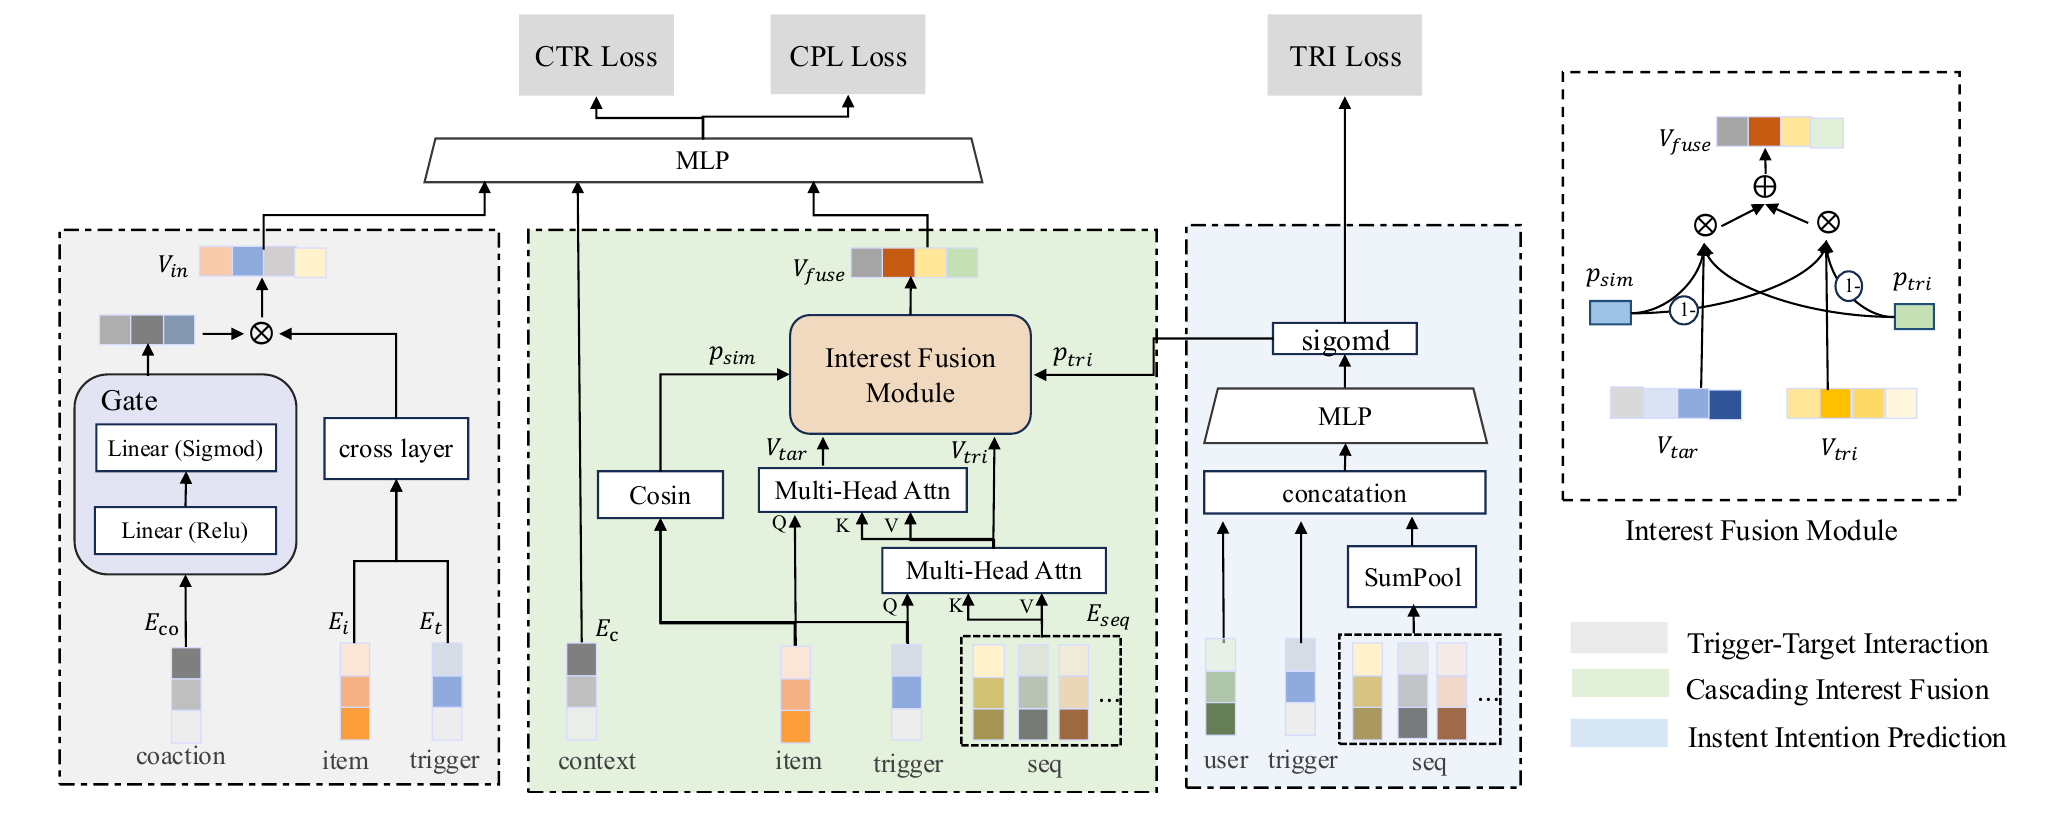 CTR Loss
CPL Loss
TRI Loss
MLP
V_in
Gate
Linear (Sigmod)
Linear (Relu)
cross layer
E_co
E_i
E_t
coaction
item
trigger
V_fuse
Interest Fusion
Module
p_sim
p_tri
V_tar
V_tri
Cosin
Multi-Head Attn
Q
K
V
Multi-Head Attn
Q
K
V
E_seq
E_c
...
context
item
trigger
seq
sigomd
MLP
concatation
SumPool
...
user
trigger
seq
V_fuse
p_sim
p_tri
1-
1-
V_tar
V_tri
Interest Fusion Module
Trigger-Target Interaction
Cascading Interest Fusion
Instent Intention Prediction